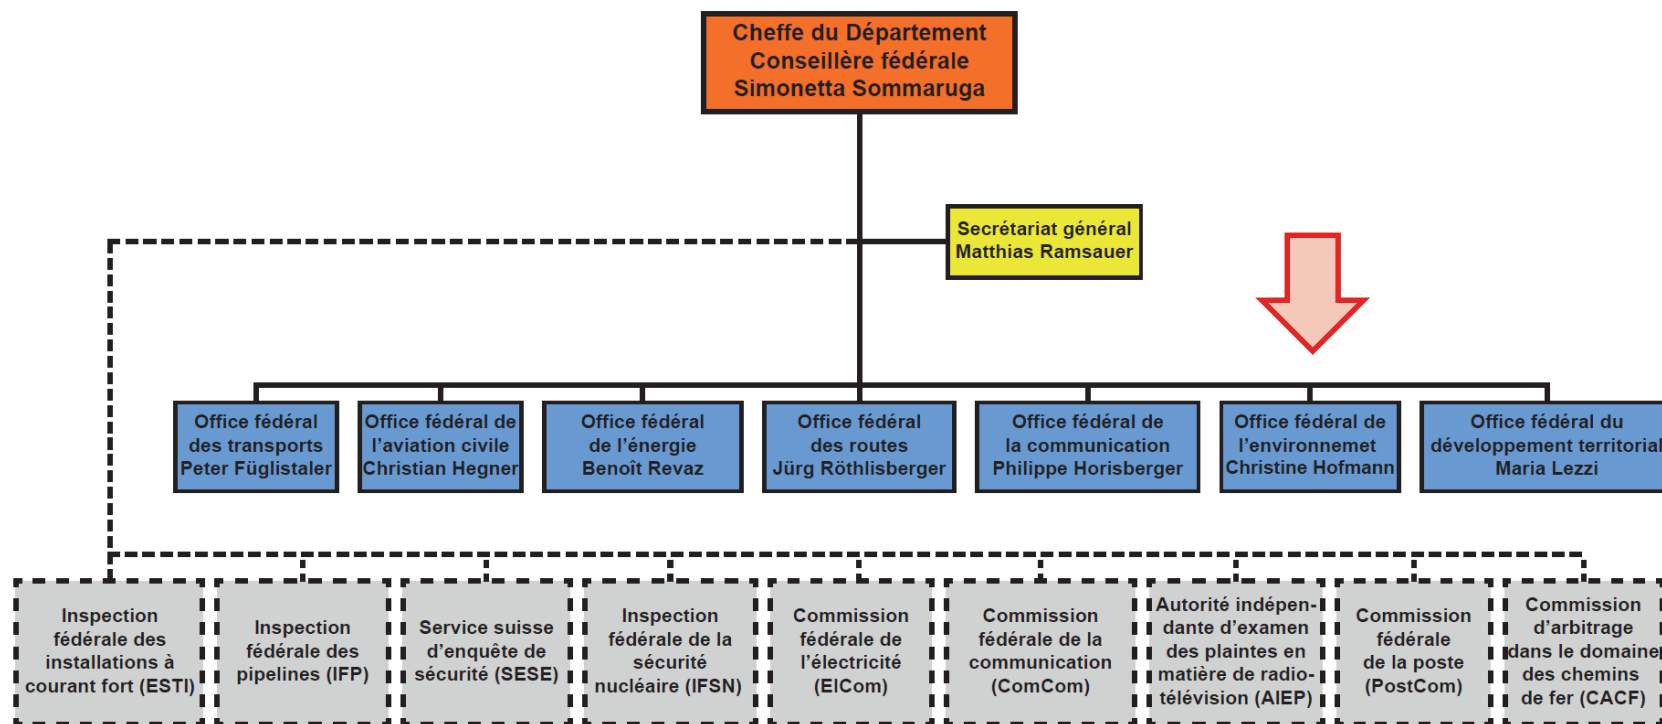 Cheffe du Département
Conseillère fédérale
Simonetta Sommaruga
Secrétariat général
Matthias Ramsauer
Office fédéral
des transports
Peter Füglistaler
Office fédéral de
l’aviation civile
Christian Hegner
Office fédéral
de l’énergie
Benoît Revaz
Office fédéral
des routes
Jürg Röthlisberger
Office fédéral de
la communication
Philippe Horisberger
Office fédéral de
l’environnemet
Christine Hofmann
Office fédéral du
développement territorial
Maria Lezzi
Inspection
fédérale des
installations à
courant fort (ESTI)
Inspection
fédérale des
pipelines (IFP)
Service suisse
d’enquête de
sécurité (SESE)
Inspection
fédérale de la
sécurité
nucléaire (IFSN)
Commission
fédérale de
l’électricité
(ElCom)
Commission
fédérale de la
communication
(ComCom)
Autorité indépen-
dante d’examen
des plaintes en
matière de radio-
télévision (AIEP)
Commission
fédérale
de la poste
(PostCom)
Commission
d’arbitrage
dans le domaine
des chemins
de fer (CACF)